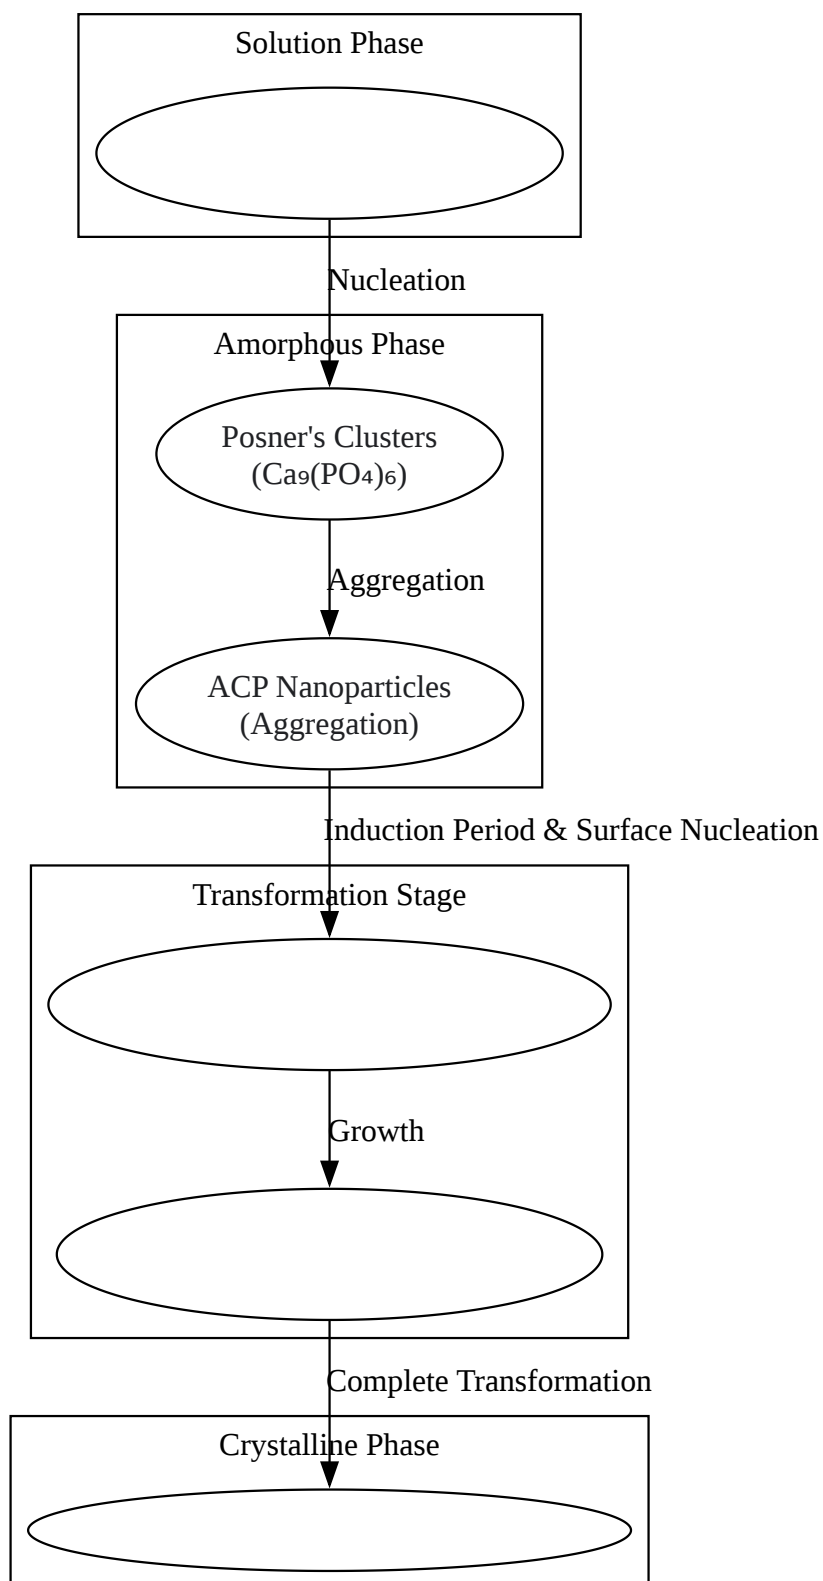 Solution Phase
Nucleation
Amorphous Phase
Posner's Clusters
(Ca₉(PO₄)₆)
Aggregation
ACP Nanoparticles
(Aggregation)
Induction Period & Surface Nucleation
Transformation Stage
Growth
Complete Transformation
Crystalline Phase